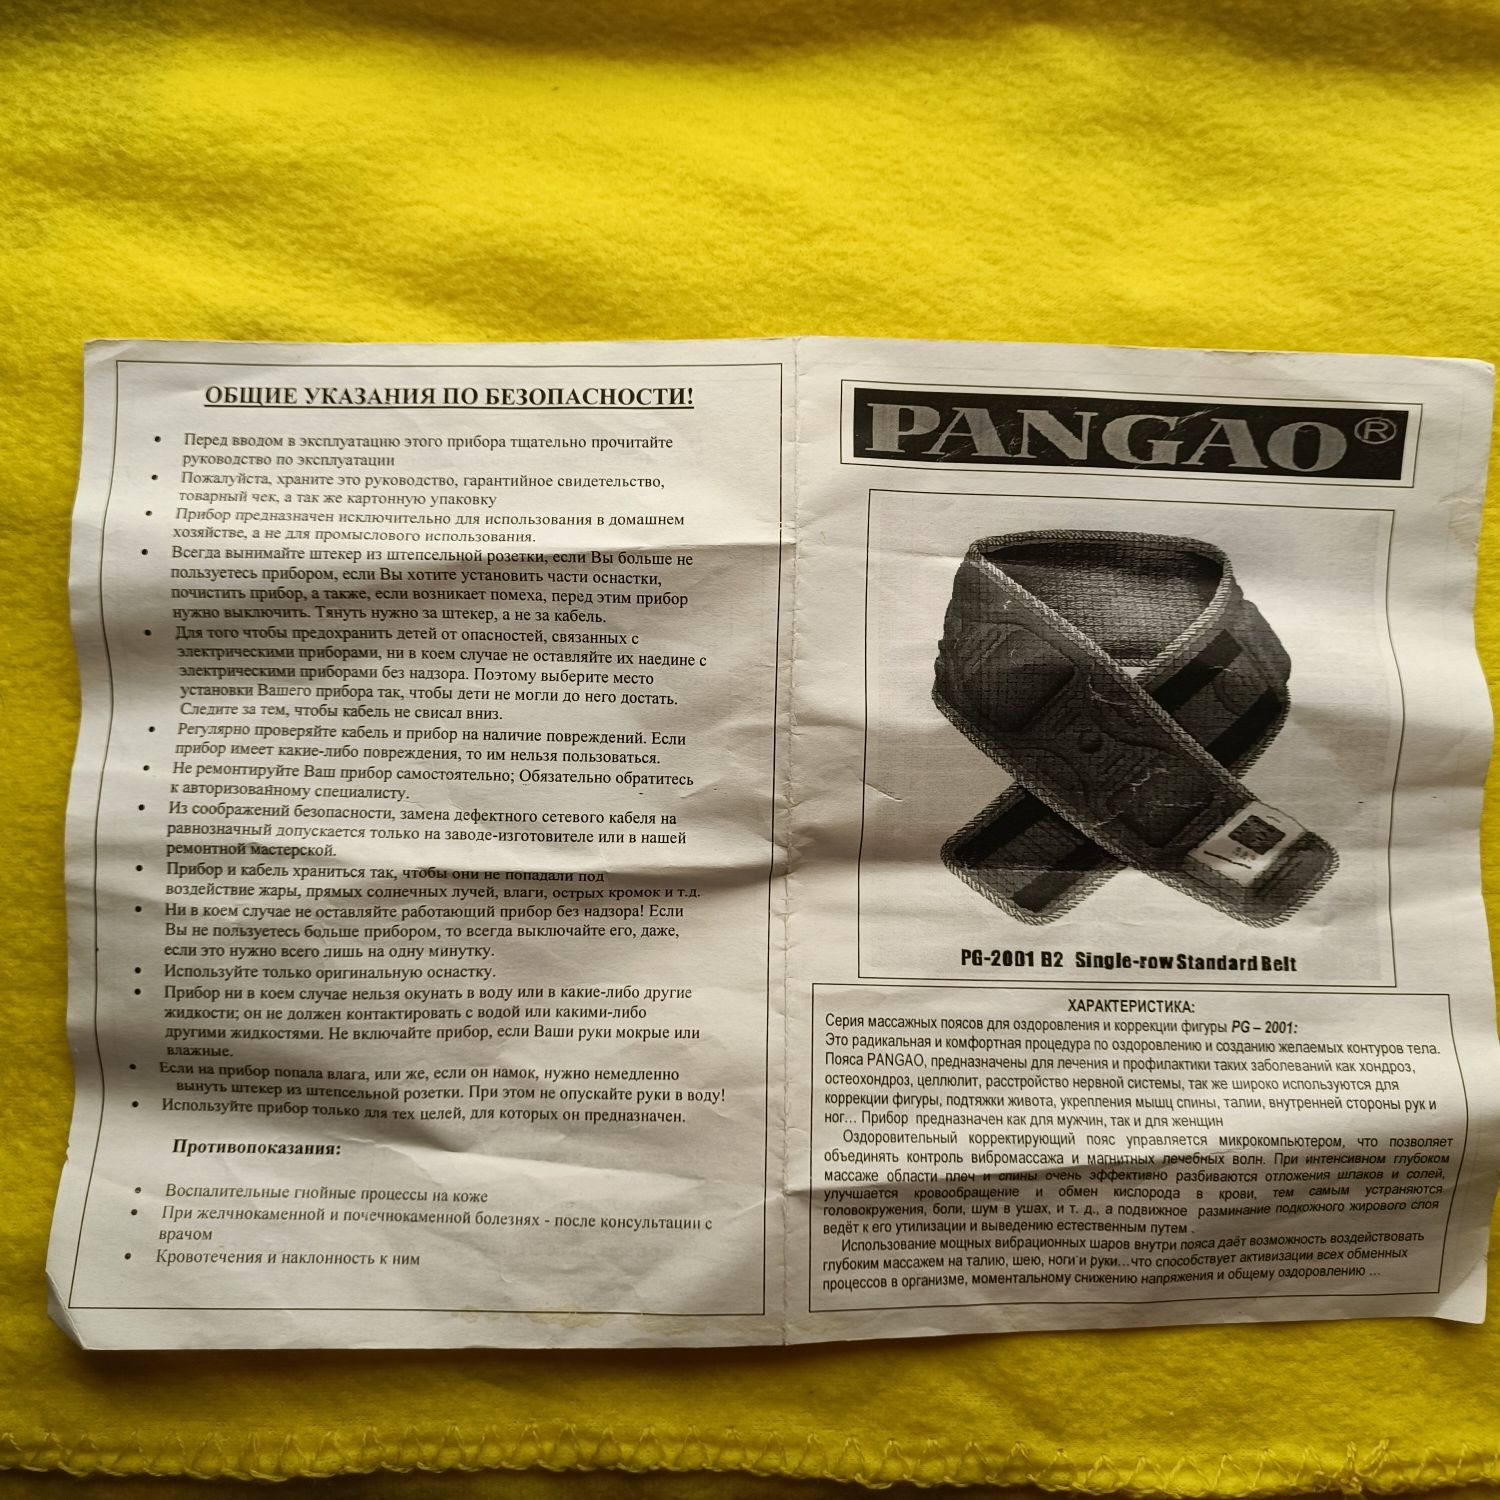 ОБЩИЕ УКАЗАНИЯ ПО БЕЗОПАСНОСТИ!
• Перед вводом в эксплуатацию этого прибора тщательно прочитайте
руководство по эксплуатации
• Пожалуйста, храните это руководство, гарантийное свидетельство,
товарный чек, а так же картонную упаковку
• Прибор предназначен исключительно для использования в домашнем
хозяйстве, а не для промыслового использования.
• Всегда вынимайте штекер из штепсельной розетки, если Вы больше не
пользуетесь прибором, если Вы хотите установить части оснастки,
почистить прибор, а также, если возникает помеха, перед этим прибор
нужно выключить. Тянуть нужно за штекер, а не за кабель.
• Для того чтобы предохранить детей от опасностей, связанных с
электрическими приборами, ни в коем случае не оставляйте их наедине с
электрическими приборами без надзора. Поэтому выберите место
установки Вашего прибора так, чтобы дети не могли до него достать.
Следите за тем, чтобы кабель не свисал вниз.
• Регулярно проверяйте кабель и прибор на наличие повреждений. Если
прибор имеет какие-либо повреждения, то им нельзя пользоваться.
• Не ремонтируйте Ваш прибор самостоятельно; Обязательно обратитесь
к авторизованному специалисту.
• Из соображений безопасности, замена дефектного сетевого кабеля на
равнозначный допускается только на заводе-изготовителе или в нашей
ремонтной мастерской.
• Прибор и кабель храниться так, чтобы они не попадали под
воздействие жары, прямых солнечных лучей, влаги, острых кромок и т.д.
• Ни в коем случае не оставляйте работающий прибор без надзора! Если
Вы не пользуетесь больше прибором, то всегда выключайте его, даже,
если это нужно всего лишь на одну минутку.
• Используйте только оригинальную оснастку.
• Прибор ни в коем случае нельзя окунать в воду или в какие-либо другие
жидкости; он не должен контактировать с водой или какими-либо
другими жидкостями. Не включайте прибор, если Ваши руки мокрые или
влажные.
• Если на прибор попала влага, или же, если он намок, нужно немедленно
вынуть штекер из штепсельной розетки. При этом не опускайте руки в воду!
• Используйте прибор только для тех целей, для которых он предназначен.
Противопоказания:
• Воспалительные гнойные процессы на коже
• При желчнокаменной и почечнокаменной болезнях - после консультации с
врачом
• Кровотечения и наклонность к ним
PANGAO®
PG-2001 B2 Single-row Standard Belt
ХАРАКТЕРИСТИКА:
Серия массажных поясов для оздоровления и коррекции фигуры PG – 2001:
Это радикальная и комфортная процедура по оздоровлению и созданию желаемых контуров тела.
Пояса PANGAO, предназначены для лечения и профилактики таких заболеваний как хондроз,
остеохондроз, целлюлит, расстройство нервной системы, так же широко используются для
коррекции фигуры, подтяжки живота, укрепления мышц спины, талии, внутренней стороны рук и
ног… Прибор предназначен как для мужчин, так и для женщин
Оздоровительный корректирующий пояс управляется микрокомпьютером, что позволяет
объединять контроль вибромассажа и магнитных лечебных волн. При интенсивном глубоком
массаже области плеч и спины очень эффективно разбиваются отложения шлаков и солей,
улучшается кровообращение и обмен кислорода в крови, тем самым устраняются
головокружения, боли, шум в ушах, и т. д., а подвижное разминание подкожного жирового слоя
ведёт к его утилизации и выведению естественным путем .
Использование мощных вибрационных шаров внутри пояса даёт возможность воздействовать
глубоким массажем на талию, шею, ноги и руки…что способствует активизации всех обменных
процессов в организме, моментальному снижению напряжения и общему оздоровлению …